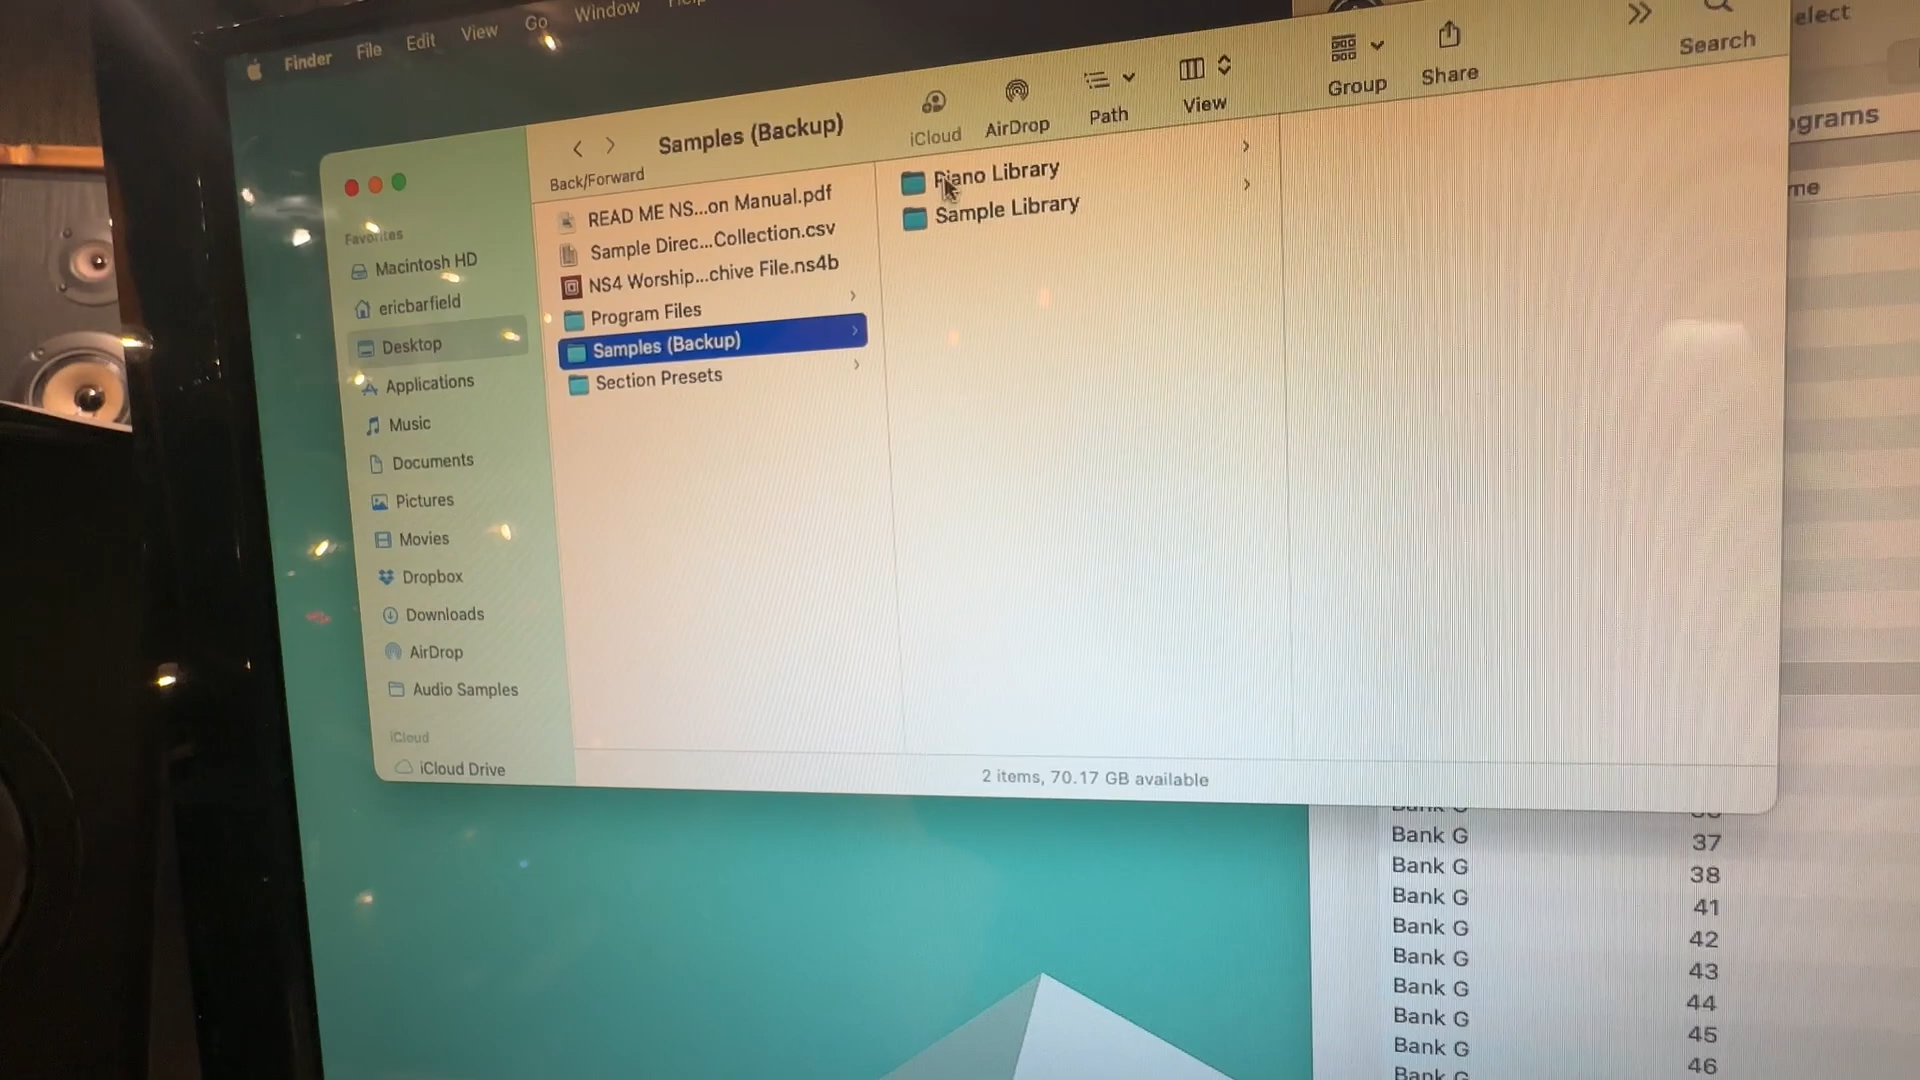 Finder File Edit View Go Window
Samples (Backup)
Back/Forward
iCloud
AirDrop
Path
View
Group
Share
Search
Favorites
Macintosh HD
ericbarfield
Desktop
Applications
Music
Documents
Pictures
Movies
Dropbox
Downloads
AirDrop
Audio Samples
iCloud
iCloud Drive
READ ME NS...on Manual.pdf
Sample Direc...Collection.csv
NS4 Worship...chive File.ns4b
Program Files
Samples (Backup)
Section Presets
Piano Library
Sample Library
2 items, 70.17 GB available
elect
ograms
me
Bank G
Bank G 37
Bank G 38
Bank G 41
Bank G 42
Bank G 43
Bank G 44
Bank G 45
Bank G 46